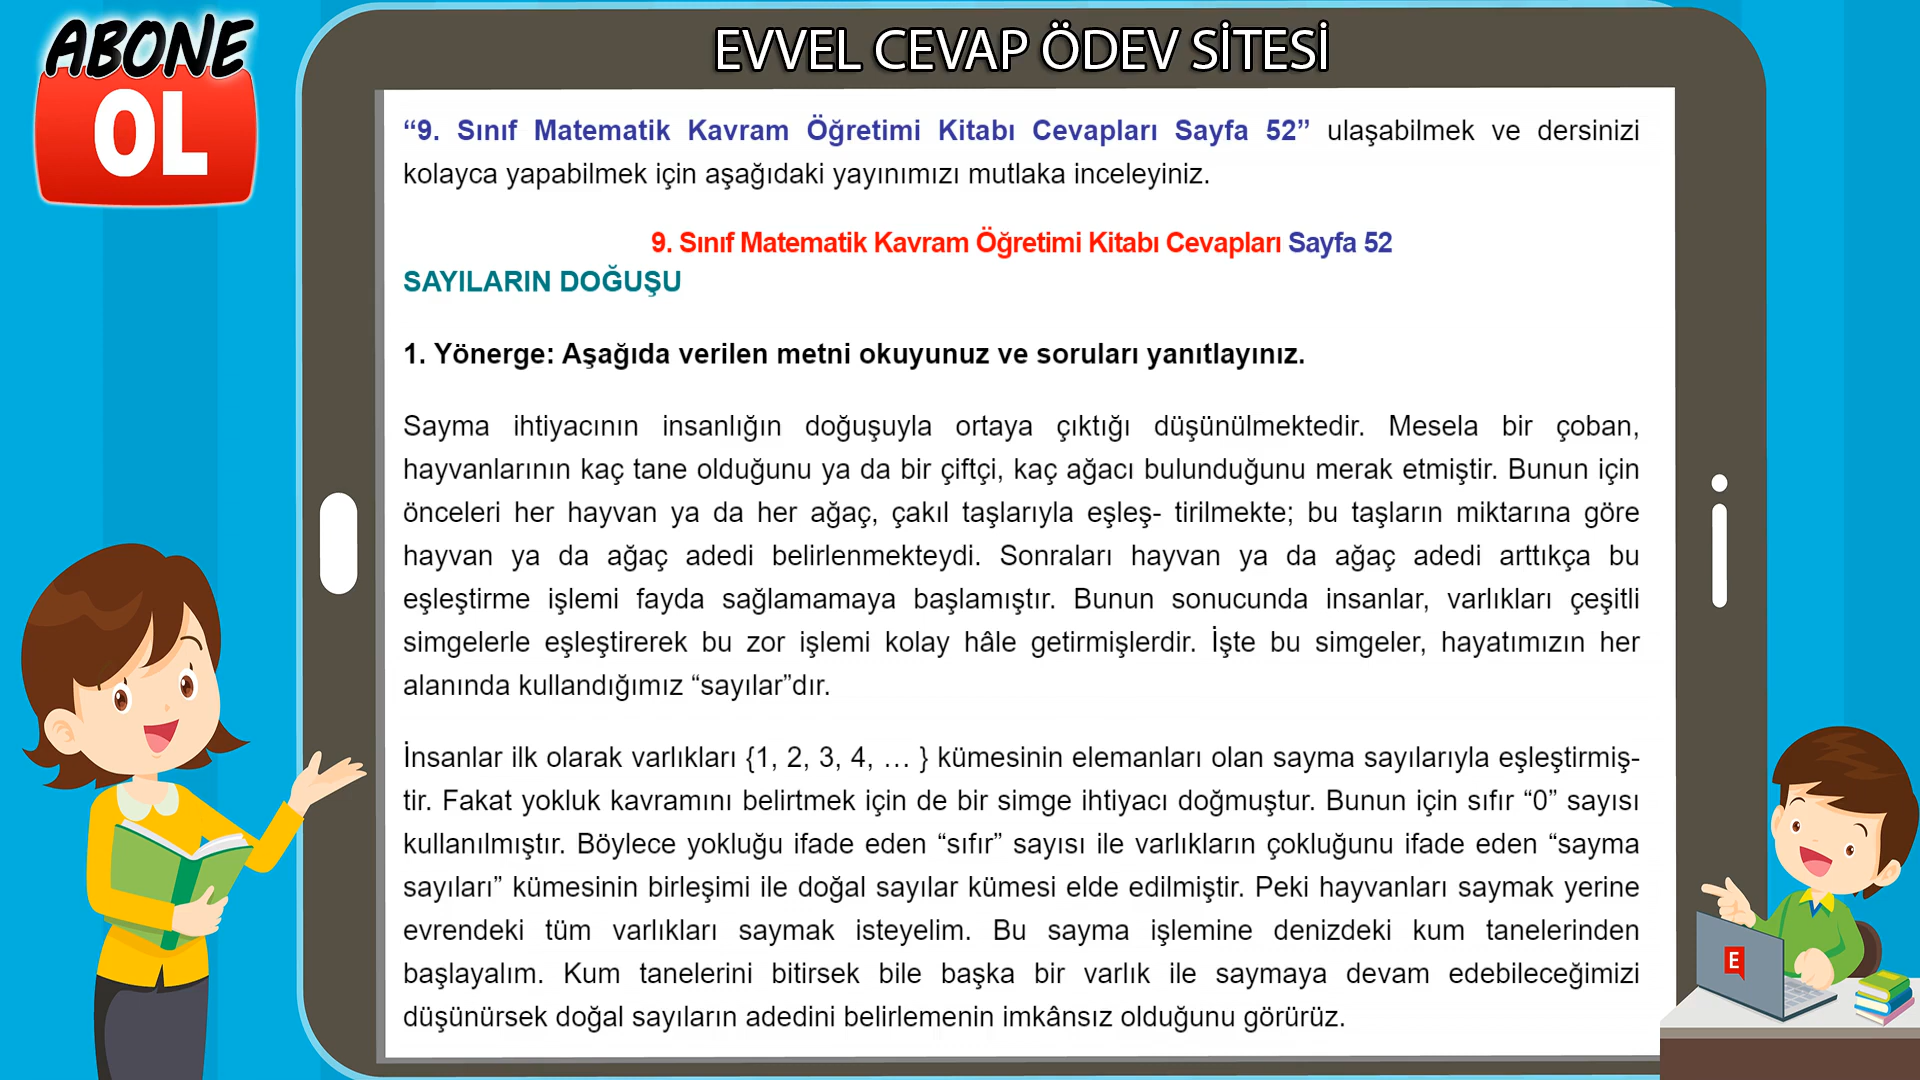 ABONE
OL
EVVEL CEVAP ÖDEV SİTESİ
“9. Sınıf Matematik Kavram Öğretimi Kitabı Cevapları Sayfa 52” ulaşabilmek ve dersinizi
kolayca yapabilmek için aşağıdaki yayınımızı mutlaka inceleyiniz.
9. Sınıf Matematik Kavram Öğretimi Kitabı Cevapları Sayfa 52
SAYILARIN DOĞUŞU
1. Yönerge: Aşağıda verilen metni okuyunuz ve soruları yanıtlayınız.
Sayma ihtiyacının insanlığın doğuşuyla ortaya çıktığı düşünülmektedir. Mesela bir çoban,
hayvanlarının kaç tane olduğunu ya da bir çiftçi, kaç ağacı bulunduğunu merak etmiştir. Bunun için
önceleri her hayvan ya da her ağaç, çakıl taşlarıyla eşleş- tirilmekte; bu taşların miktarına göre
hayvan ya da ağaç adedi belirlenmekteydi. Sonraları hayvan ya da ağaç adedi arttıkça bu
eşleştirme işlemi fayda sağlamamaya başlamıştır. Bunun sonucunda insanlar, varlıkları çeşitli
simgelerle eşleştirerek bu zor işlemi kolay hâle getirmişlerdir. İşte bu simgeler, hayatımızın her
alanında kullandığımız “sayılar”dır.
İnsanlar ilk olarak varlıkları {1, 2, 3, 4, … } kümesinin elemanları olan sayma sayılarıyla eşleştirmiş-
tir. Fakat yokluk kavramını belirtmek için de bir simge ihtiyacı doğmuştur. Bunun için sıfır “0” sayısı
kullanılmıştır. Böylece yokluğu ifade eden “sıfır” sayısı ile varlıkların çokluğunu ifade eden “sayma
sayıları” kümesinin birleşimi ile doğal sayılar kümesi elde edilmiştir. Peki hayvanları saymak yerine
evrendeki tüm varlıkları saymak isteyelim. Bu sayma işlemine denizdeki kum tanelerinden
başlayalım. Kum tanelerini bitirsek bile başka bir varlık ile saymaya devam edebileceğimizi
düşünürsek doğal sayıların adedini belirlemenin imkânsız olduğunu görürüz.
E